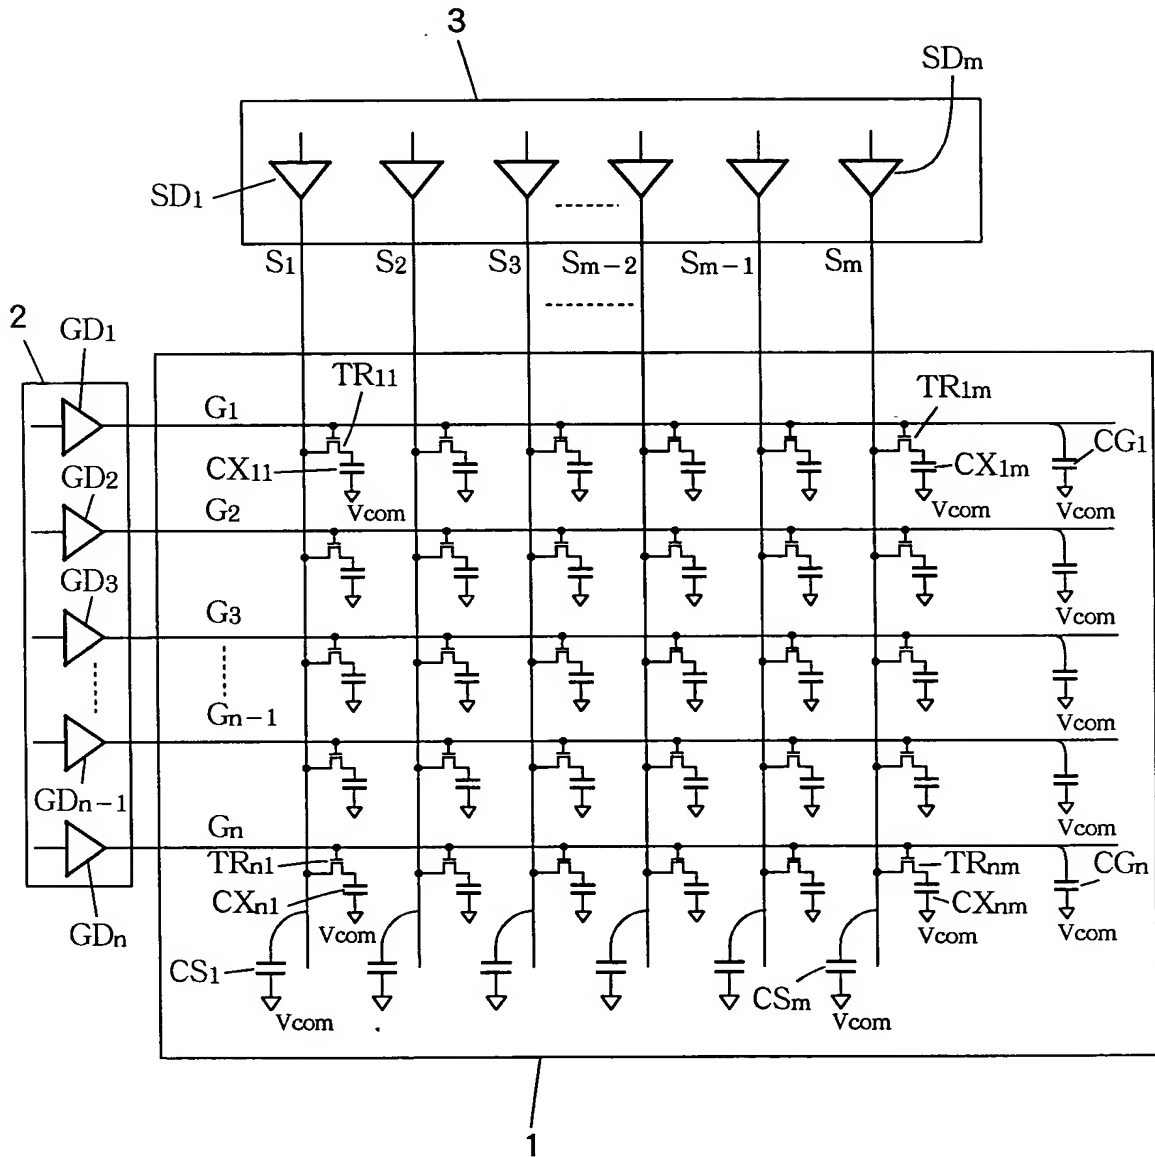 3
SDm
SD1
S1 S2 S3 Sm-2 Sm-1 Sm
2
GD1
TR11
TR1m
G1
CG1
CX11
CX1m
GD2
Vcom
Vcom
Vcom
G2
GD3
G3
Vcom
Gn-1
Vcom
GDn-1
Gn
Vcom
TRn1
TRnm
CGn
CXn1
CXnm
GDn
Vcom
Vcom
Vcom
CS1
CSm
Vcom
Vcom
1